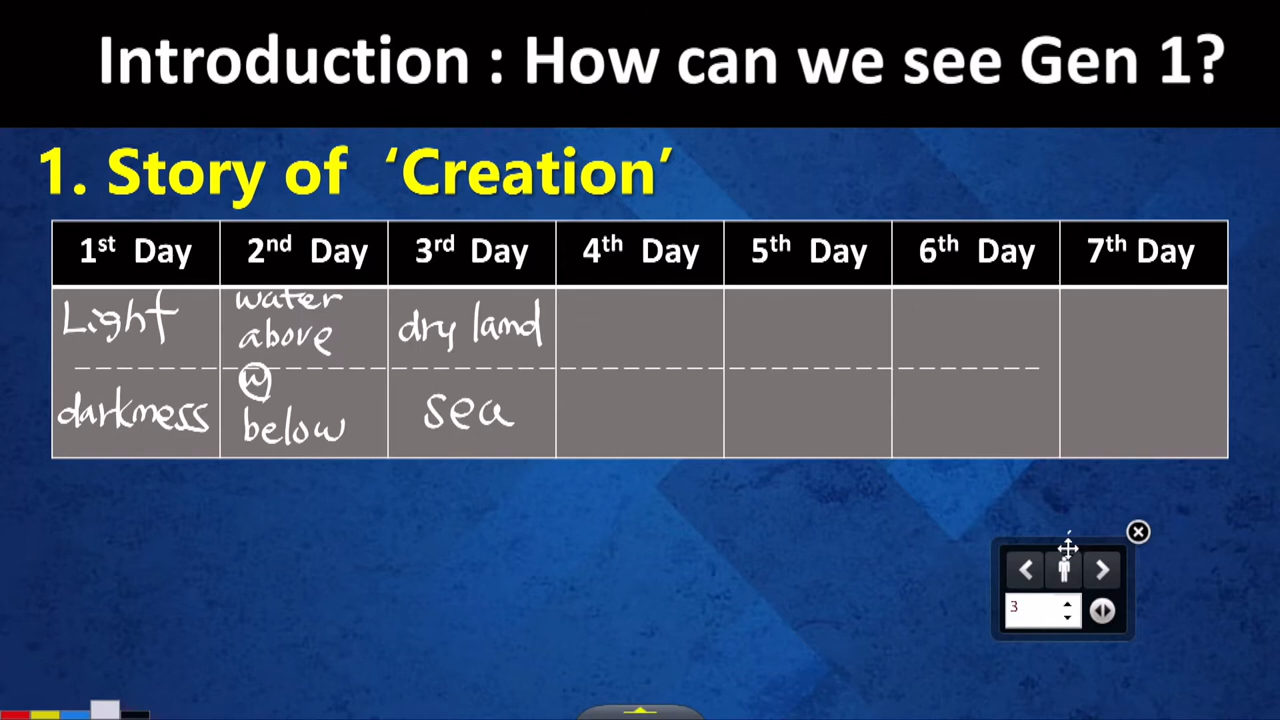 Introduction : How can we see Gen 1?
1. Story of ‘Creation’
1st Day 2nd Day 3rd Day 4th Day 5th Day 6th Day 7th Day
Light
water
above
dry land
darkness
W
below
sea
3